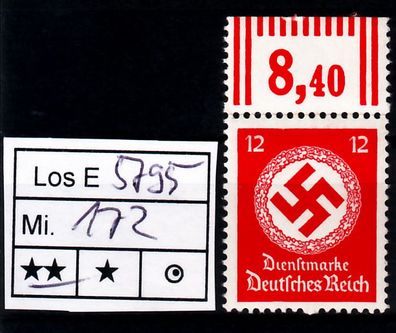 8,40
Los E 5795
Mi. 172
12 12
Dienstmarke
Deutsches Reich